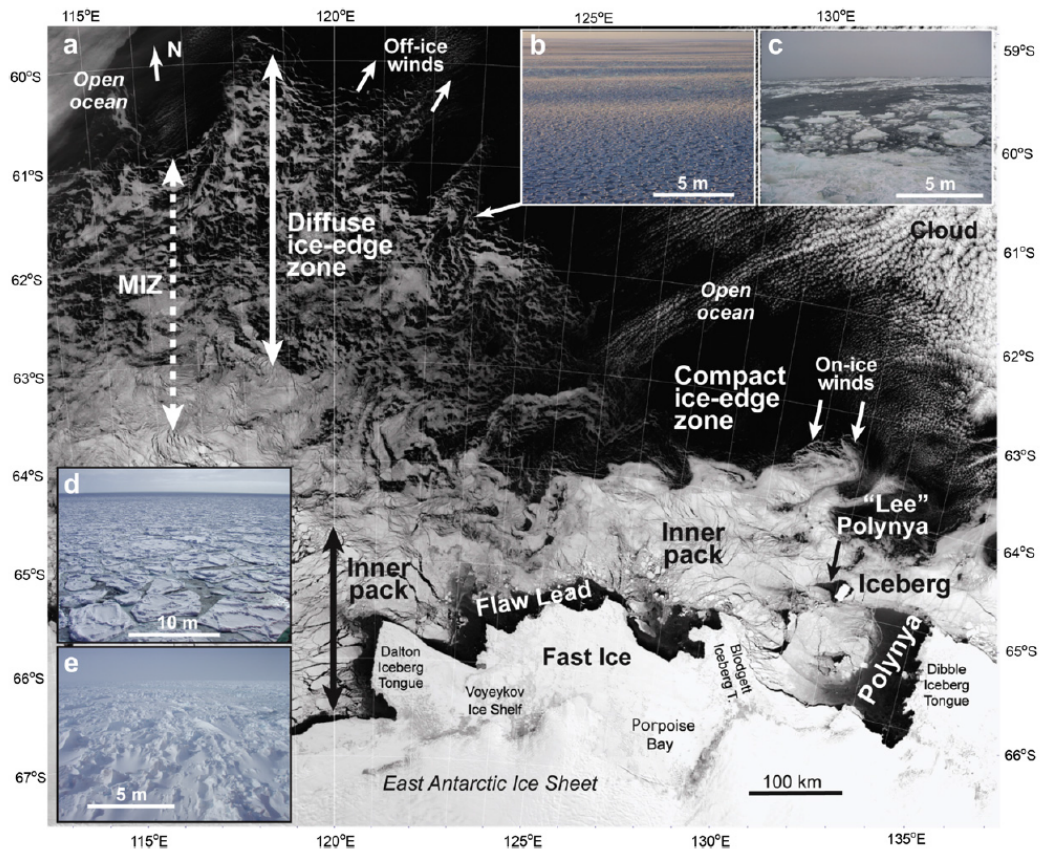 115°E
120°E
125°E
130°E
a
N
Open
ocean
Off-ice
winds
b
5 m
c
5 m
60°S
61°S
62°S
63°S
64°S
65°S
66°S
67°S
59°S
60°S
61°S
62°S
63°S
64°S
65°S
66°S
MIZ
Diffuse
ice-edge
zone
Cloud
Open
ocean
Compact
ice-edge
zone
On-ice
winds
d
10 m
e
5 m
Inner
pack
Inner
pack
"Lee"
Polynya
Iceberg
Flaw Lead
Polynya
Fast Ice
Dalton
Iceberg
Tongue
Voyeykov
Ice Shelf
Blodgett
Iceberg T.
Porpoise
Bay
Dibble
Iceberg
Tongue
East Antarctic Ice Sheet
100 km
115°E
120°E
125°E
130°E
135°E